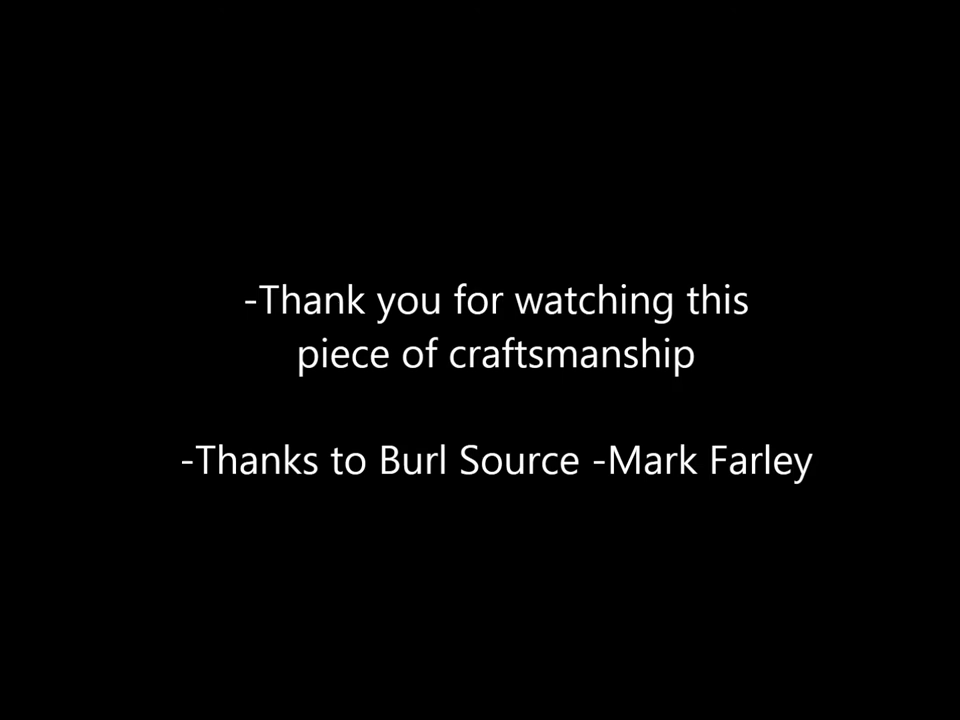 -Thank you for watching this
piece of craftsmanship
-Thanks to Burl Source -Mark Farley